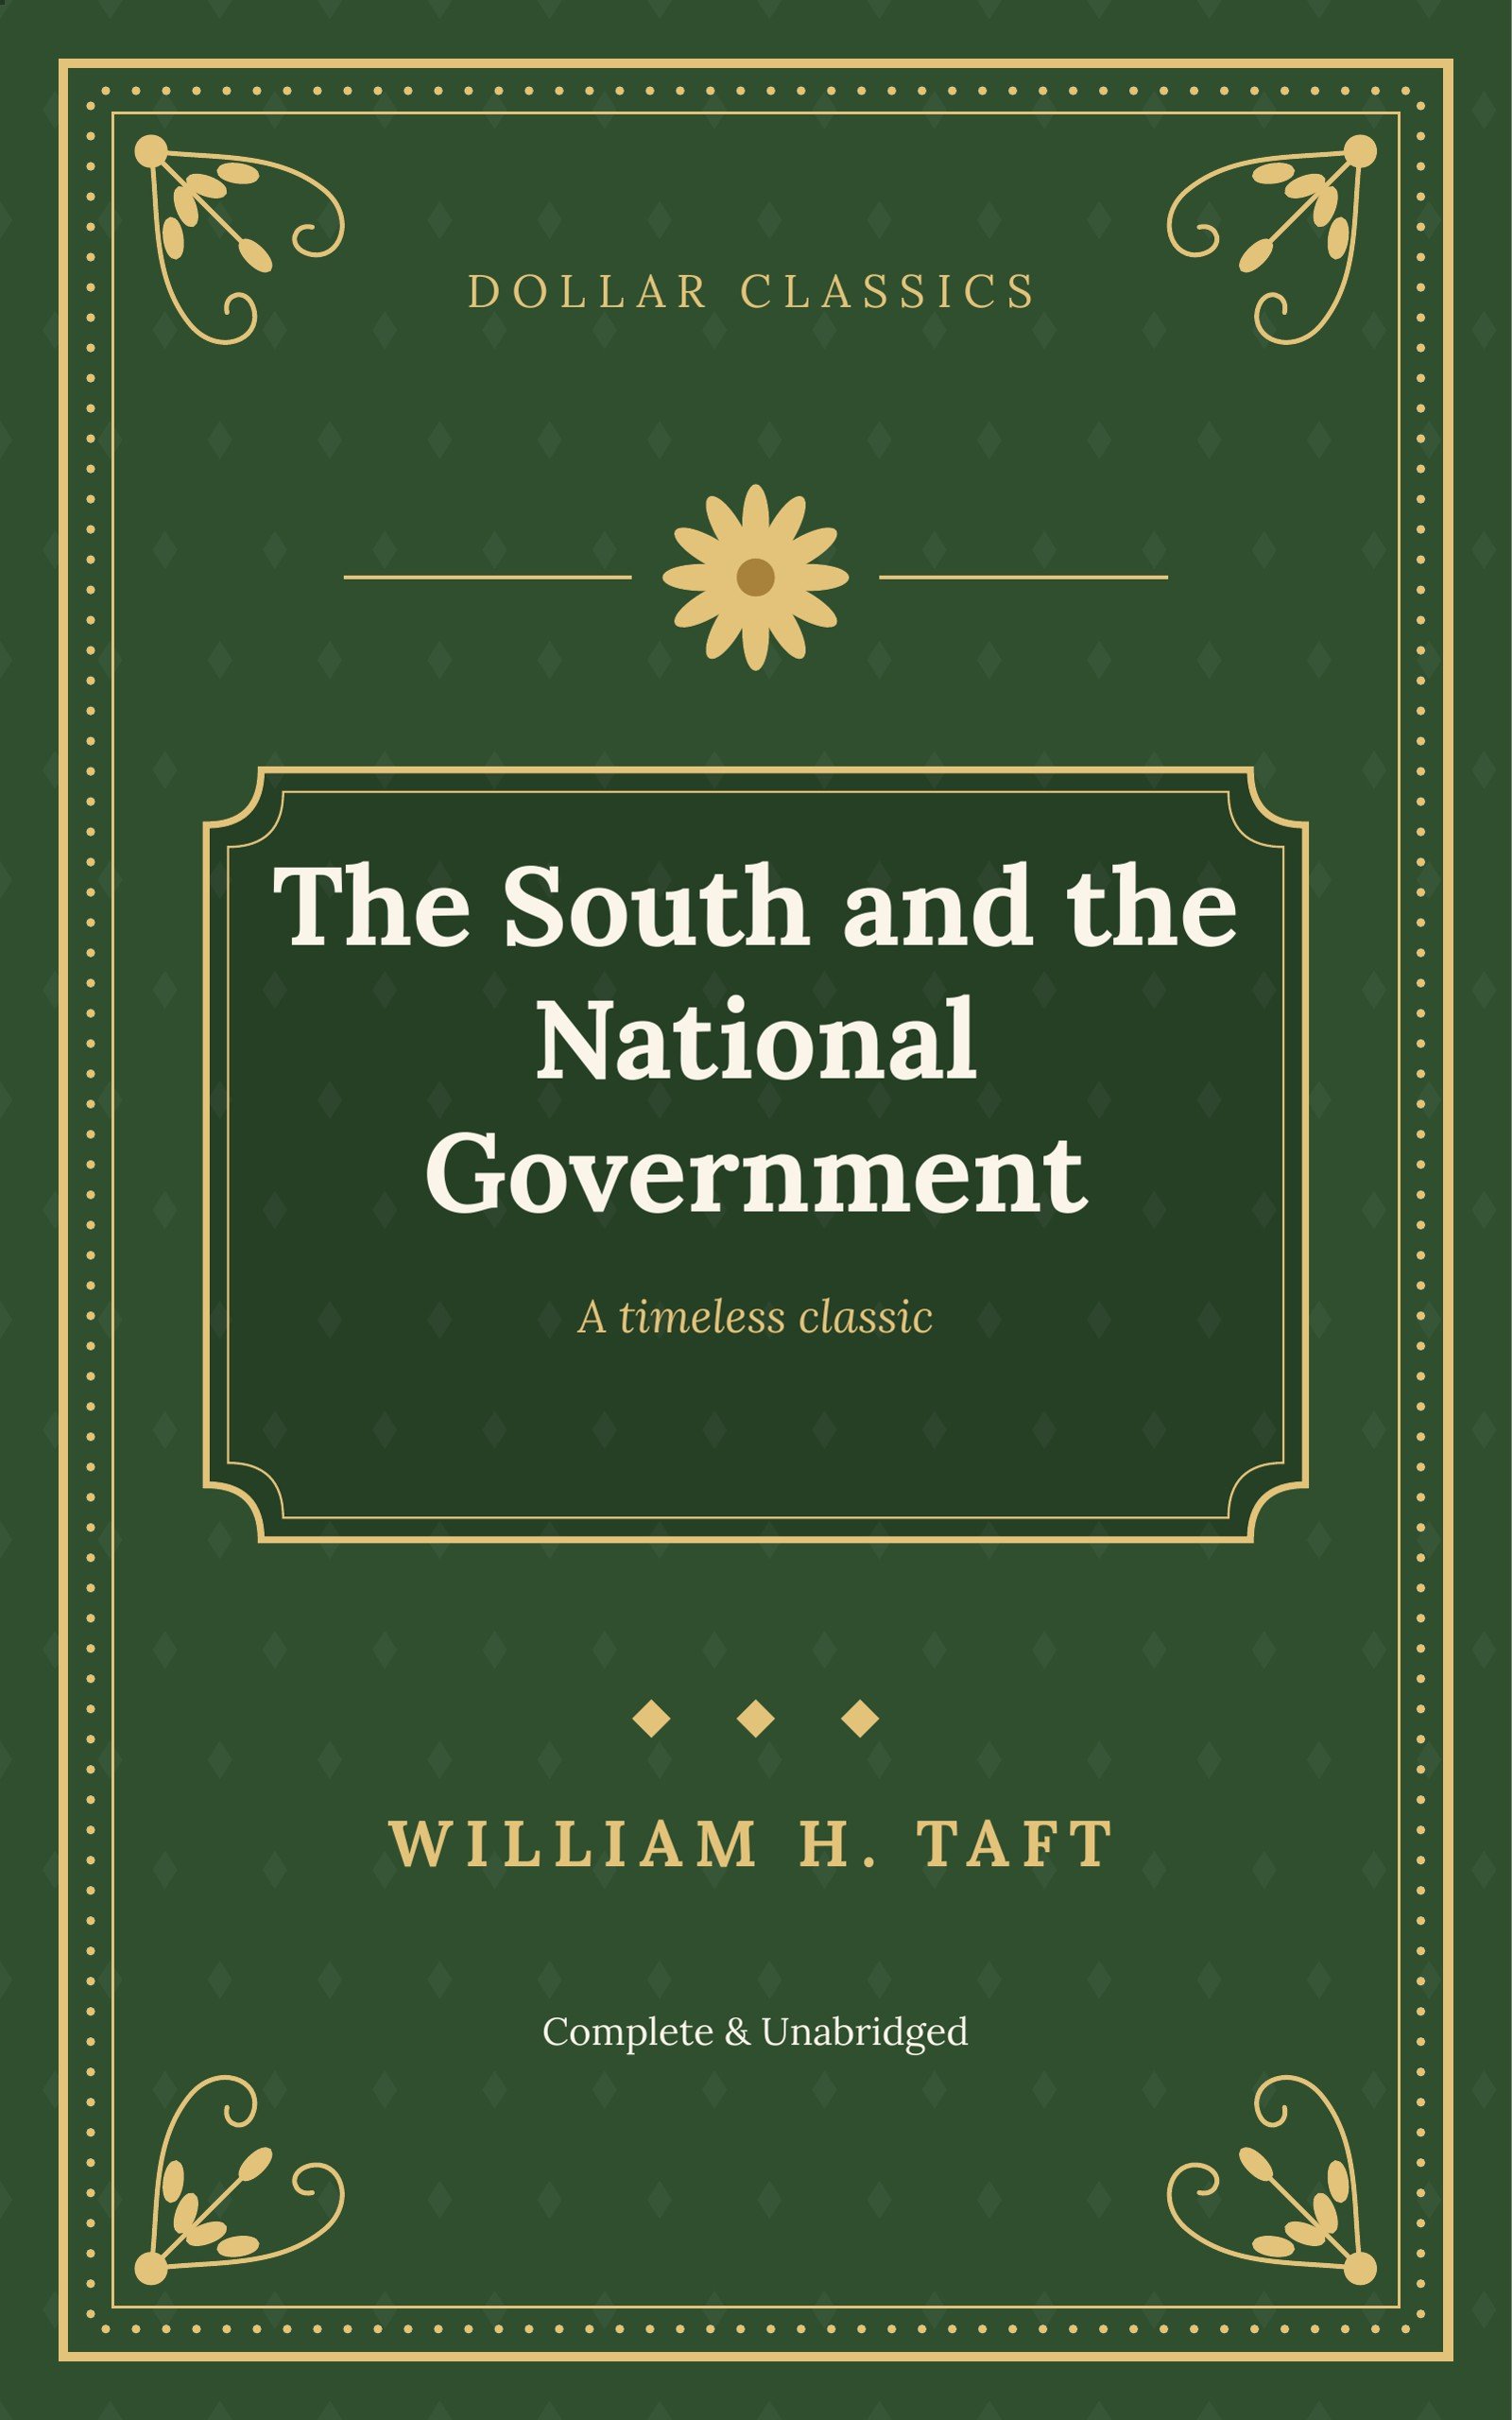 DOLLAR CLASSICS
The South and the
National
Government
A timeless classic
WILLIAM H. TAFT
Complete & Unabridged